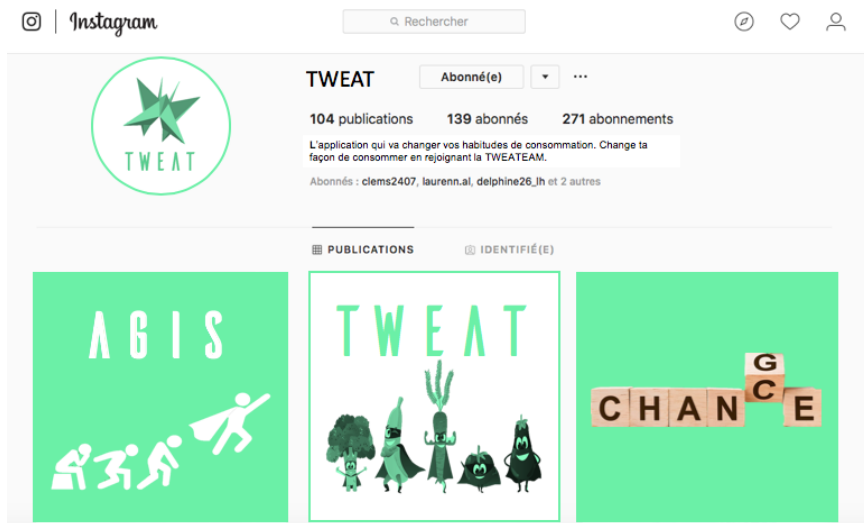 Instagram
Rechercher
TWEAT
TWEAT Abonné(e) ▼ ...
104 publications 139 abonnés 271 abonnements
L'application qui va changer vos habitudes de consommation. Change ta
façon de consommer en rejoignant la TWEATEAM.
Abonnés : clems2407, laurenn.al, delphine26_lh et 2 autres
PUBLICATIONS IDENTIFIÉ(E)
AGIS
TWEAT
G
CHANCE